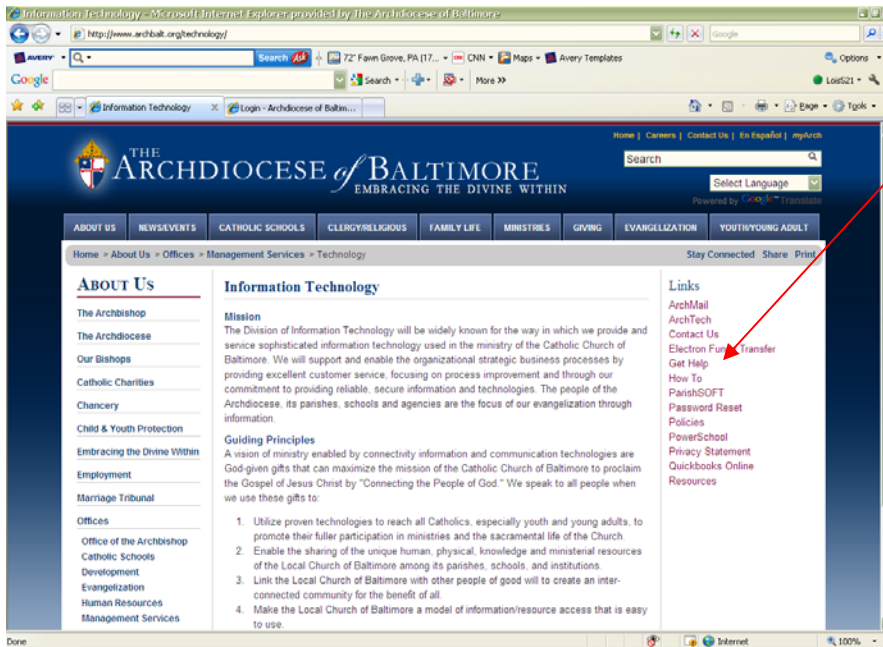 Information Technology - Microsoft Internet Explorer provided by The Archdiocese of Baltimore
http://www.archbalt.org/technology/
Google
AVERY
Search
72° Fawn Grove, PA (17...
CNN
Maps
Avery Templates
Options
Google
Search
More >>
Lois521
Information Technology
Login - Archdiocese of Baltim...
Page
Tools
Home | Careers | Contact Us | En Español | myArch
THE
ARCHDIOCESE of BALTIMORE
EMBRACING THE DIVINE WITHIN
Search
Select Language
Powered by Google Translate
ABOUT US NEWS/EVENTS CATHOLIC SCHOOLS CLERGY/RELIGIOUS FAMILY LIFE MINISTRIES GIVING EVANGELIZATION YOUTH/YOUNG ADULT
Home » About Us » Offices » Management Services » Technology
Stay Connected Share Print
ABOUT US
The Archbishop
The Archdiocese
Our Bishops
Catholic Charities
Chancery
Child & Youth Protection
Embracing the Divine Within
Employment
Marriage Tribunal
Offices
Office of the Archbishop
Catholic Schools
Development
Evangelization
Human Resources
Management Services
Information Technology
Mission
The Division of Information Technology will be widely known for the way in which we provide and
service sophisticated information technology used in the ministry of the Catholic Church of
Baltimore. We will support and enable the organizational strategic business processes by
providing excellent customer service, focusing on process improvement and through our
commitment to providing reliable, secure information and technologies. The people of the
Archdiocese, its parishes, schools and agencies are the focus of our evangelization through
information.
Guiding Principles
A vision of ministry enabled by connectivity information and communication technologies are
God-given gifts that can maximize the mission of the Catholic Church of Baltimore to proclaim
the Gospel of Jesus Christ by "Connecting the People of God." We speak to all people when
we use these gifts to:
1. Utilize proven technologies to reach all Catholics, especially youth and young adults, to
promote their fuller participation in ministries and the sacramental life of the Church.
2. Enable the sharing of the unique human, physical, knowledge and ministerial resources
of the Local Church of Baltimore among its parishes, schools, and institutions.
3. Link the Local Church of Baltimore with other people of good will to create an inter-
connected community for the benefit of all.
4. Make the Local Church of Baltimore a model of information/resource access that is easy
to use.
Links
ArchMail
ArchTech
Contact Us
Electron Funds Transfer
Get Help
How To
ParishSOFT
Password Reset
Policies
PowerSchool
Privacy Statement
Quickbooks Online
Resources
Done
Internet
100%